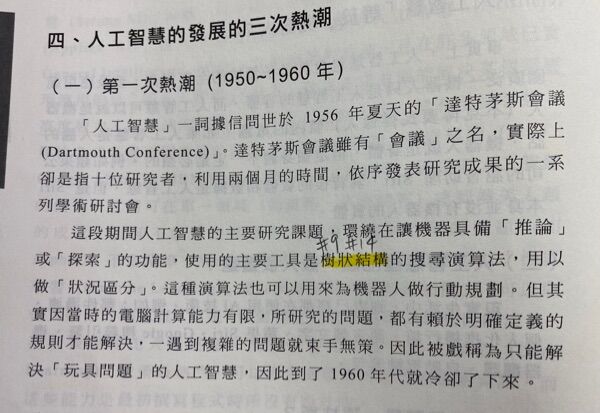 四、人工智慧的發展的三次熱潮
（一）第一次熱潮（1950~1960 年）
「人工智慧」一詞據信問世於 1956 年夏天的「達特茅斯會議
(Dartmouth Conference)」。達特茅斯會議雖有「會議」之名，實際上
卻是指十位研究者，利用兩個月的時間，依序發表研究成果的一系
列學術研討會。
這段期間人工智慧的主要研究課題，環繞在讓機器具備「推論」
#9 #14
或「探索」的功能，使用的主要工具是樹狀結構的搜尋演算法，用以
做「狀況區分」。這種演算法也可以用來為機器人做行動規劃。但其
實因當時的電腦計算能力有限，所研究的問題，都有賴於明確定義的
規則才能解決，一遇到複雜的問題就束手無策。因此被戲稱為只能解
決「玩具問題」的人工智慧，因此到了 1960 年代就冷卻了下來。